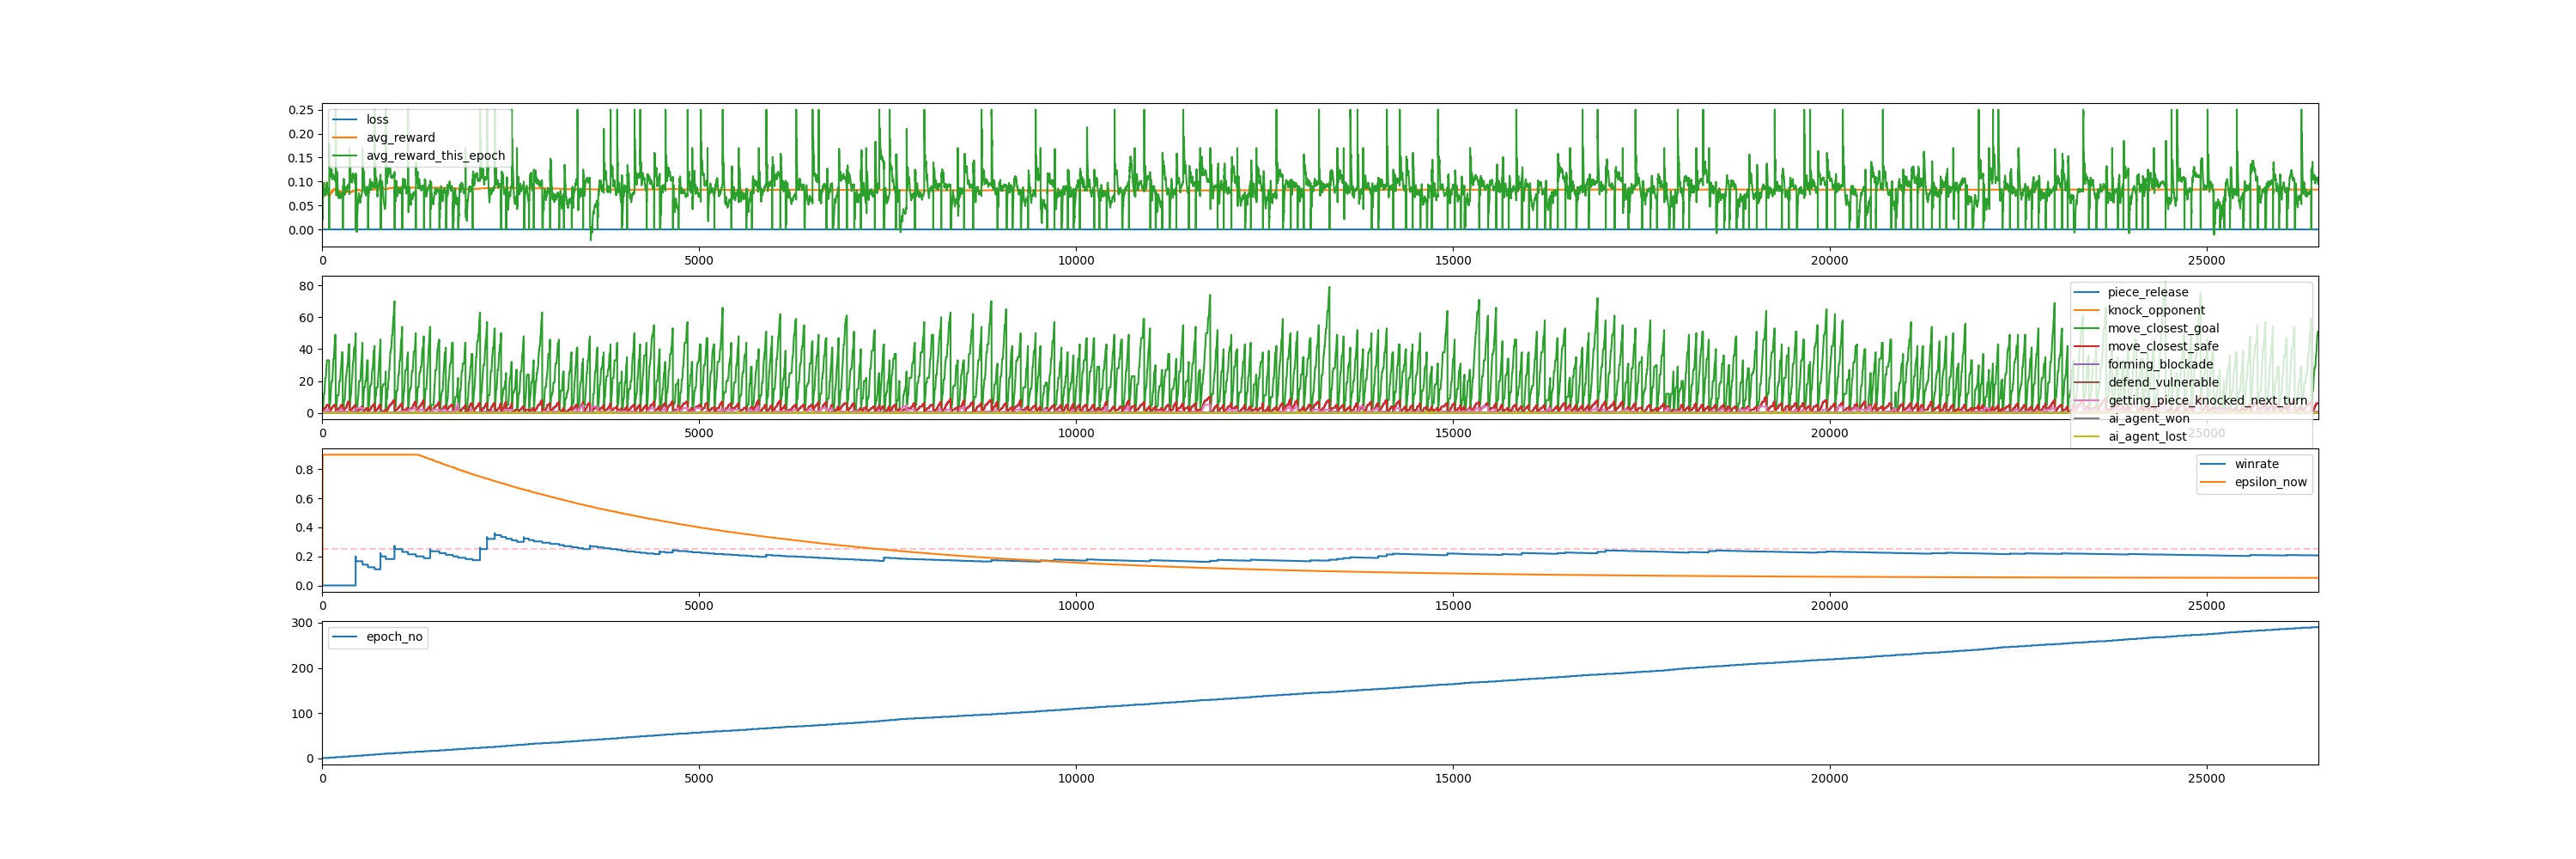 0.25
0.20
0.15
0.10
0.05
0.00
loss
avg_reward
avg_reward_this_epoch
0 5000 10000 15000 20000 25000
80
60
40
20
0
piece_release
knock_opponent
move_closest_goal
move_closest_safe
forming_blockade
defend_vulnerable
getting_piece_knocked_next_turn
ai_agent_won
ai_agent_lost
0 5000 10000 15000 20000 25000
0.8
0.6
0.4
0.2
0.0
winrate
epsilon_now
0 5000 10000 15000 20000 25000
300
200
100
0
epoch_no
0 5000 10000 15000 20000 25000